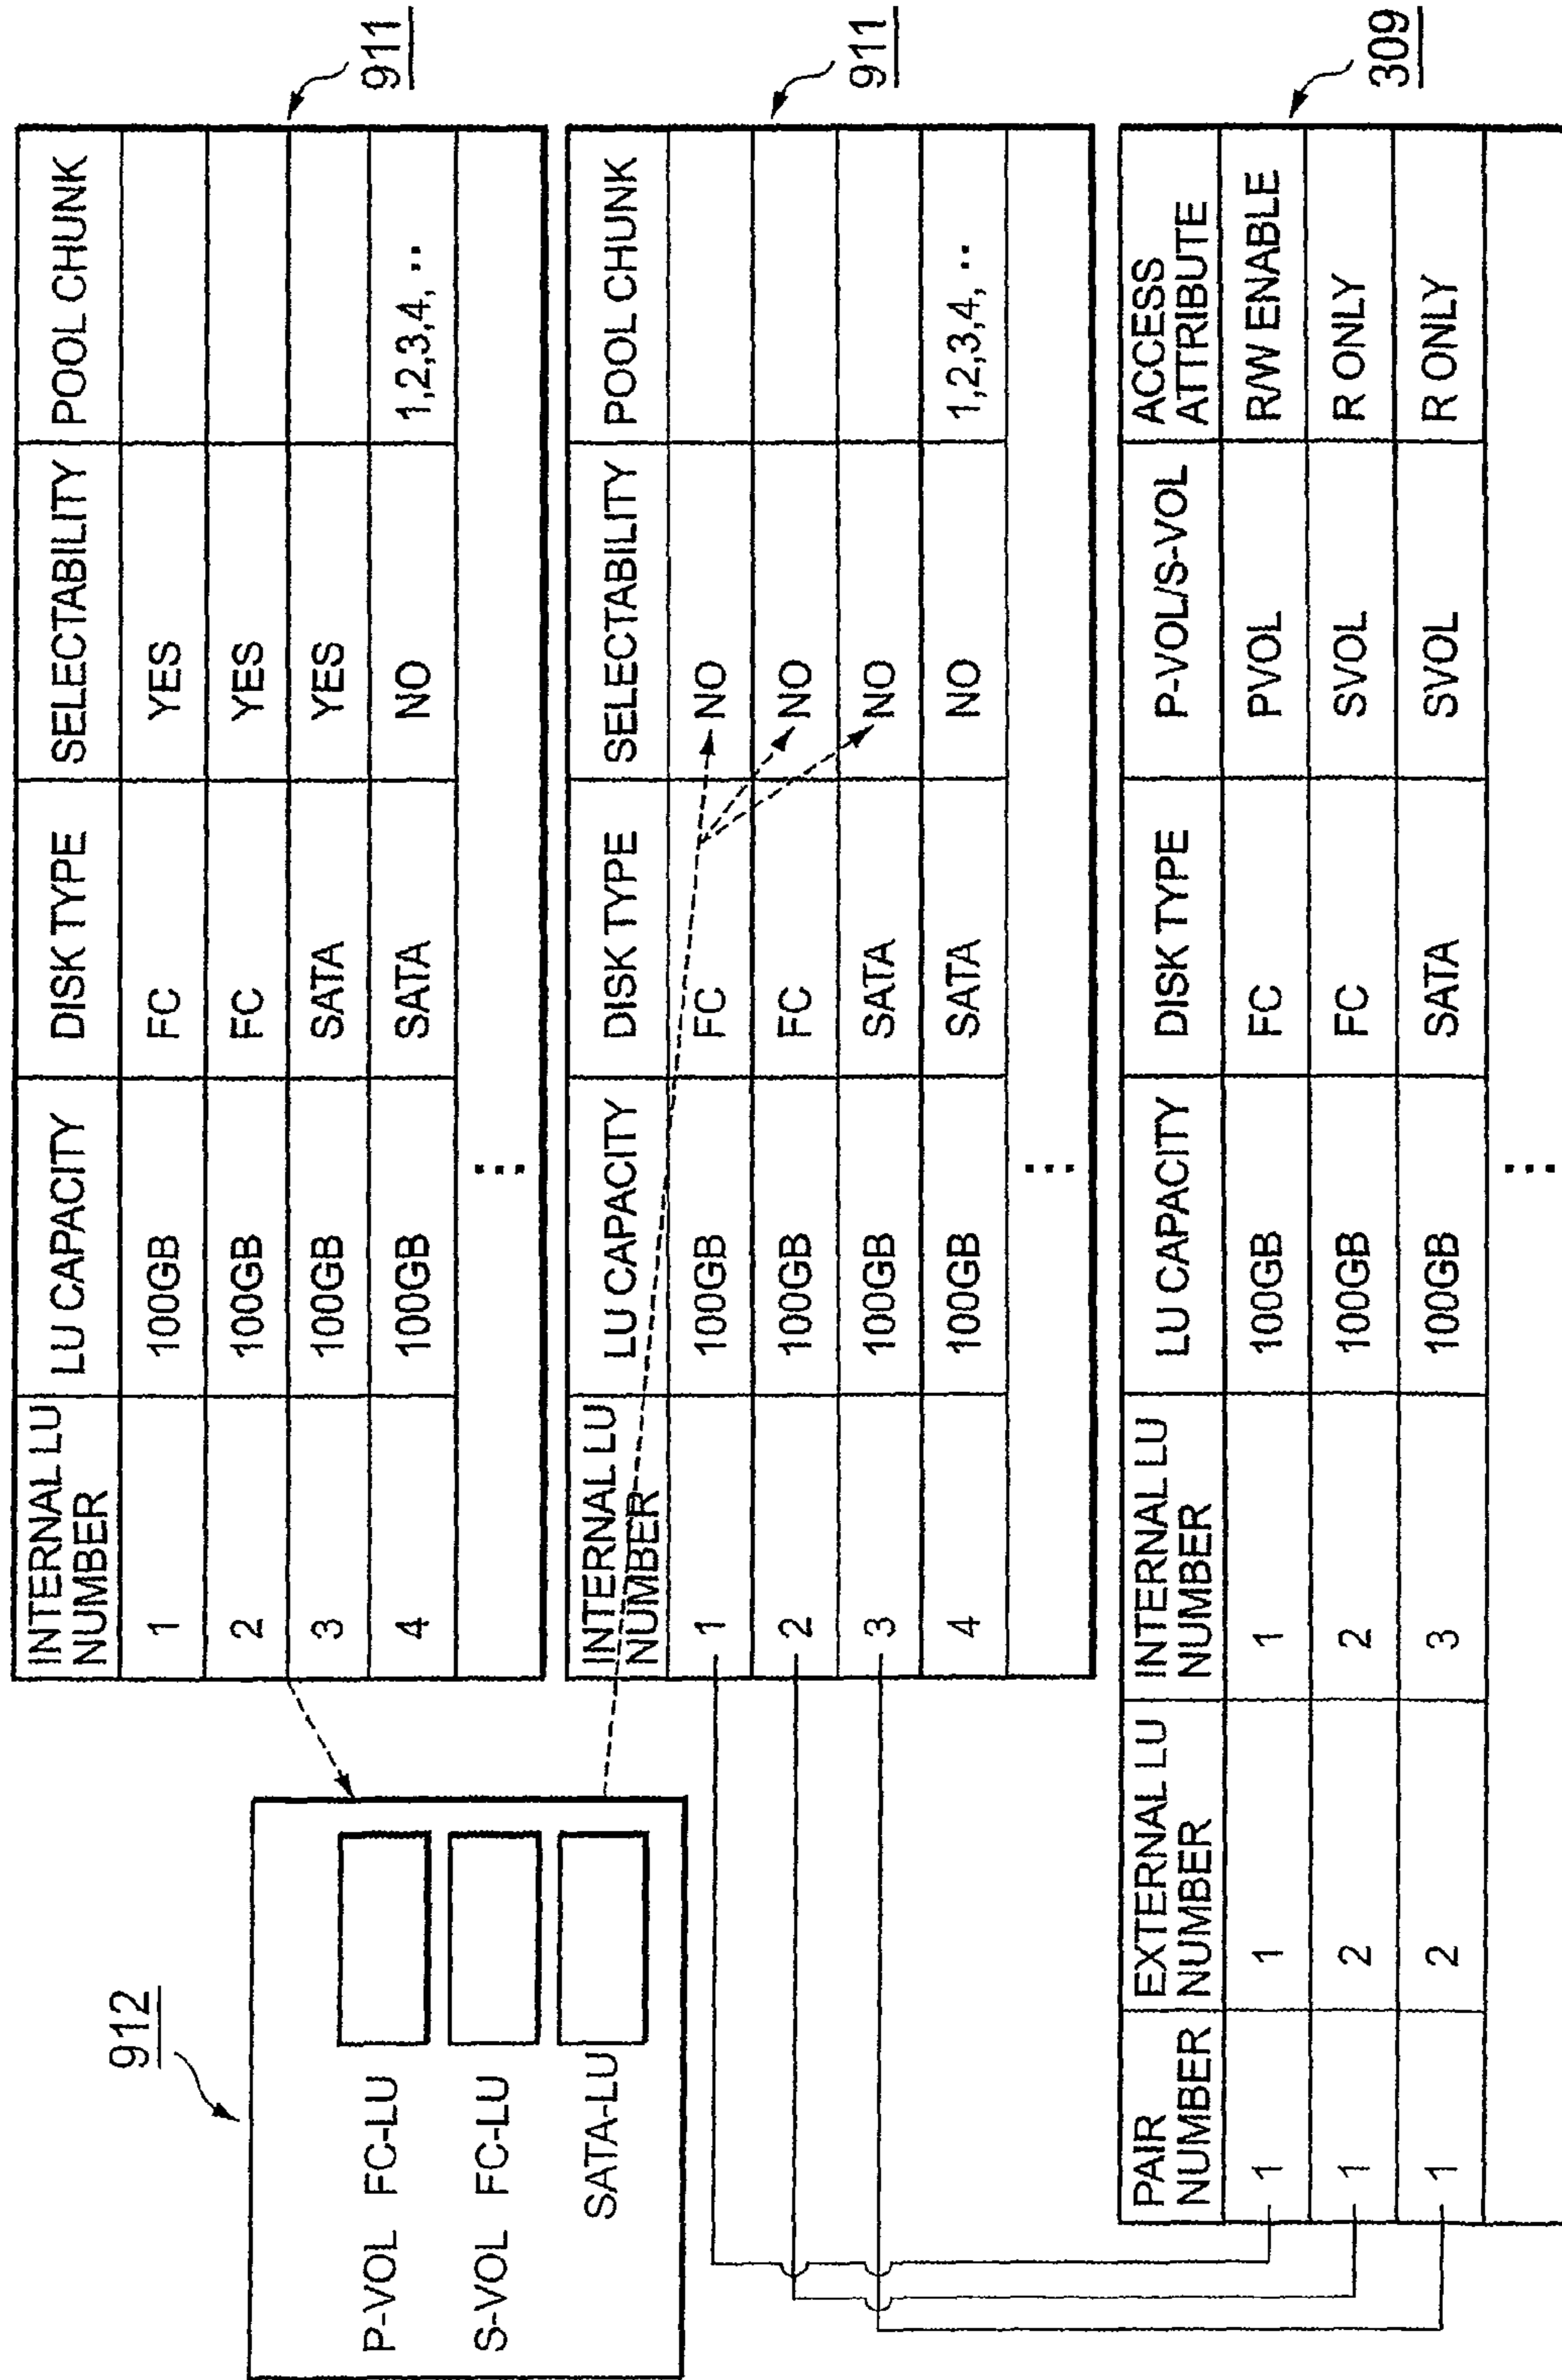 INTERNAL LU NUMBER LU CAPACITY DISK TYPE SELECTABILITY POOL CHUNK
1 100GB FC YES
2 100GB FC YES
3 100GB SATA YES
4 100GB SATA NO 1,2,3,4, ..
⋮
911
912
P-VOL FC-LU
S-VOL FC-LU
SATA-LU
INTERNAL LU NUMBER LU CAPACITY DISK TYPE SELECTABILITY POOL CHUNK
1 100GB FC NO
2 100GB FC NO
3 100GB SATA NO
4 100GB SATA NO 1,2,3,4, ..
⋮
911
PAIR NUMBER EXTERNAL LU NUMBER INTERNAL LU NUMBER LU CAPACITY DISK TYPE P-VOL/S-VOL ACCESS ATTRIBUTE
1 1 1 100GB FC PVOL R/W ENABLE
1 2 2 100GB FC SVOL R ONLY
1 2 3 100GB SATA SVOL R ONLY
⋮
309